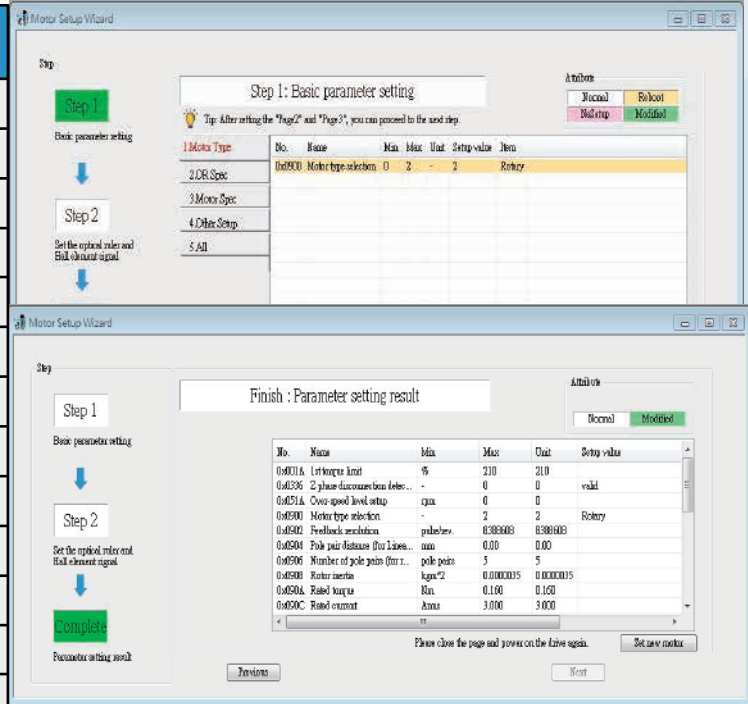 Motor Setup Wizard
Step
Step 1
Basic parameter setting
Step 2
Set the optical ruler and
Hall element signal
Step 1: Basic parameter setting
Tip: After setting the "Page2" and "Page3", you can proceed to the next step.
Attribute
Normal Reboot
NoSetup Modified
1.Motor Type
2.OR Spec
3.Motor Spec
4.Other Setup
5.All
No. Name Min Max Unit Setup value Item
0x0900 Motor type selection 0 2 - 2 Rotary
Motor Setup Wizard
Step
Step 1
Basic parameter setting
Step 2
Set the optical ruler and
Hall element signal
Complete
Parameter setting result
Finish : Parameter setting result
Attribute
Normal Modified
No. Name Min Max Unit Setup value
0x001A 1st torque limit % 210 210
0x0336 Z phase disconnection detec... - 0 0 valid
0x051A Over-speed level setup rpm 0 0
0x0900 Motor type selection - 2 2 Rotary
0x0902 Feedback resolution pulse/rev. 8388608 8388608
0x0904 Pole pair distance (for Linea... mm 0.00 0.00
0x0906 Number of pole pairs (for r... pole pairs 5 5
0x0908 Rotor inertia kgm^2 0.0000035 0.0000035
0x090A Rated torque Nm 0.160 0.160
0x090C Rated current Arms 3.000 3.000
Please close the page and power on the drive again.
Set new motor
Previous
Next